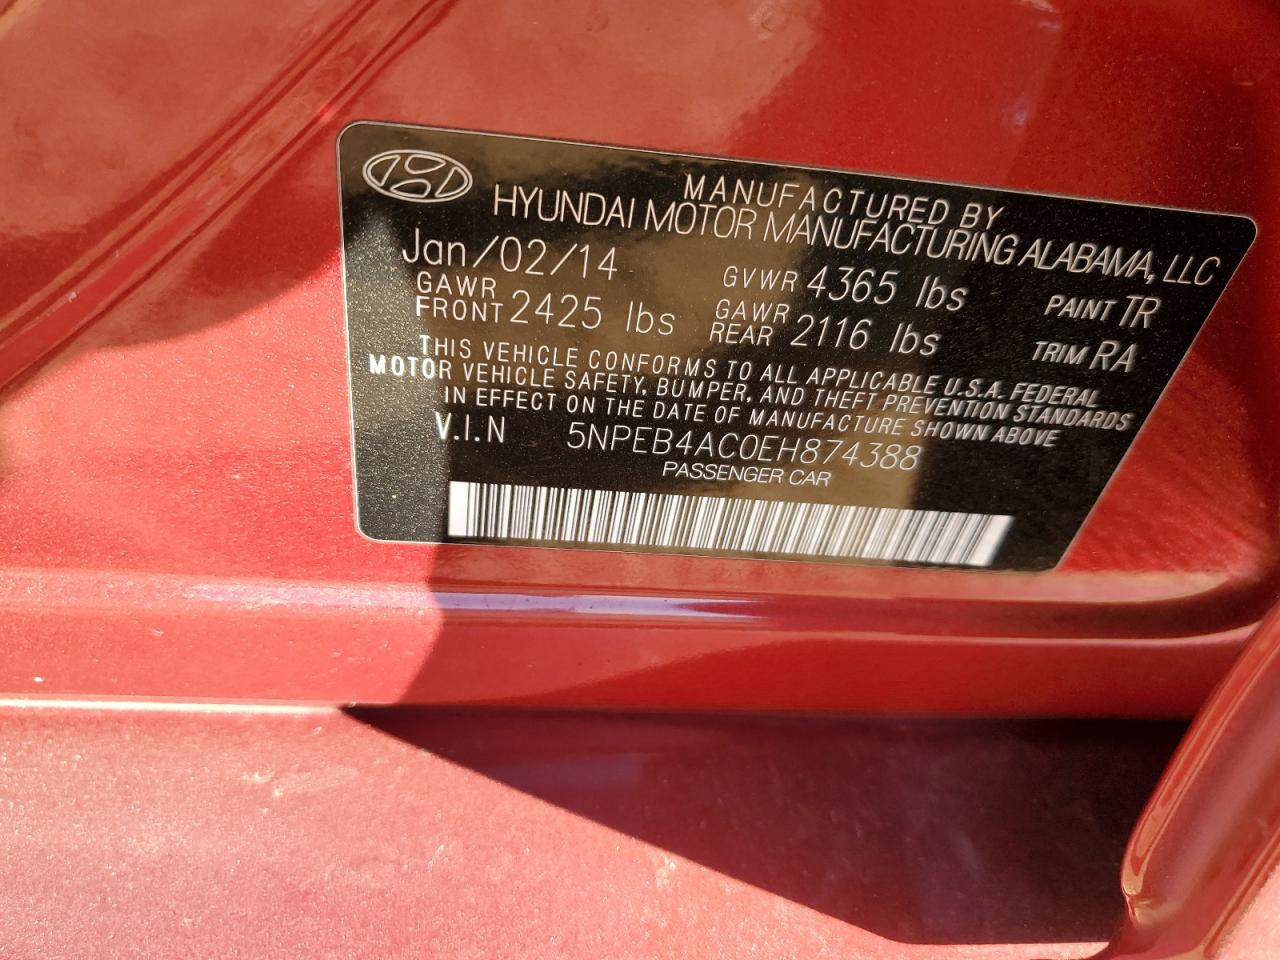 MANUFACTURED BY
HYUNDAI MOTOR MANUFACTURING ALABAMA, LLC
Jan/02/14 GVWR 4365 lbs PAINT TR
GAWR FRONT 2425 lbs GAWR REAR 2116 lbs TRIM RA
THIS VEHICLE CONFORMS TO ALL APPLICABLE U.S.A. FEDERAL
MOTOR VEHICLE SAFETY, BUMPER, AND THEFT PREVENTION STANDARDS
IN EFFECT ON THE DATE OF MANUFACTURE SHOWN ABOVE
V.I.N 5NPEB4AC0EH874388
PASSENGER CAR